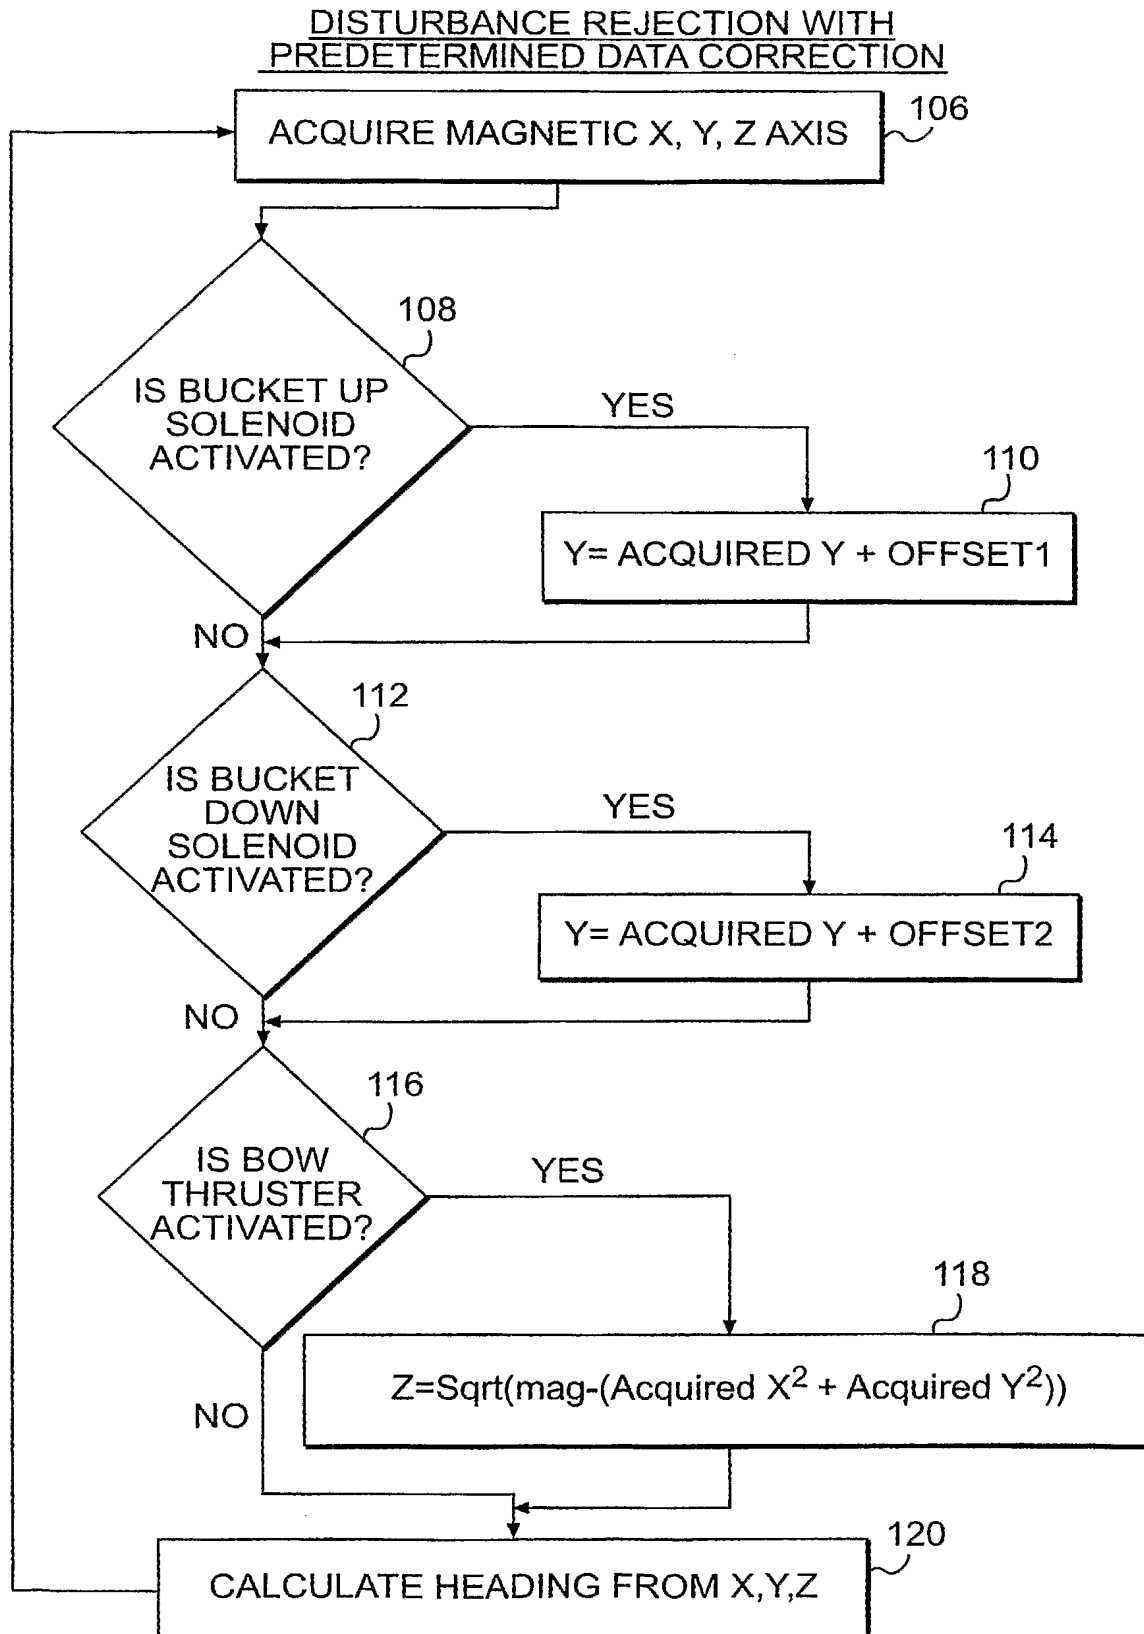 DISTURBANCE REJECTION WITH
PREDETERMINED DATA CORRECTION
ACQUIRE MAGNETIC X, Y, Z AXIS
106
108
IS BUCKET UP
SOLENOID
ACTIVATED?
YES
110
Y= ACQUIRED Y + OFFSET1
NO
112
IS BUCKET
DOWN
SOLENOID
ACTIVATED?
YES
114
Y= ACQUIRED Y + OFFSET2
NO
116
IS BOW
THRUSTER
ACTIVATED?
YES
118
Z=Sqrt(mag-(Acquired X² + Acquired Y²))
NO
120
CALCULATE HEADING FROM X,Y,Z